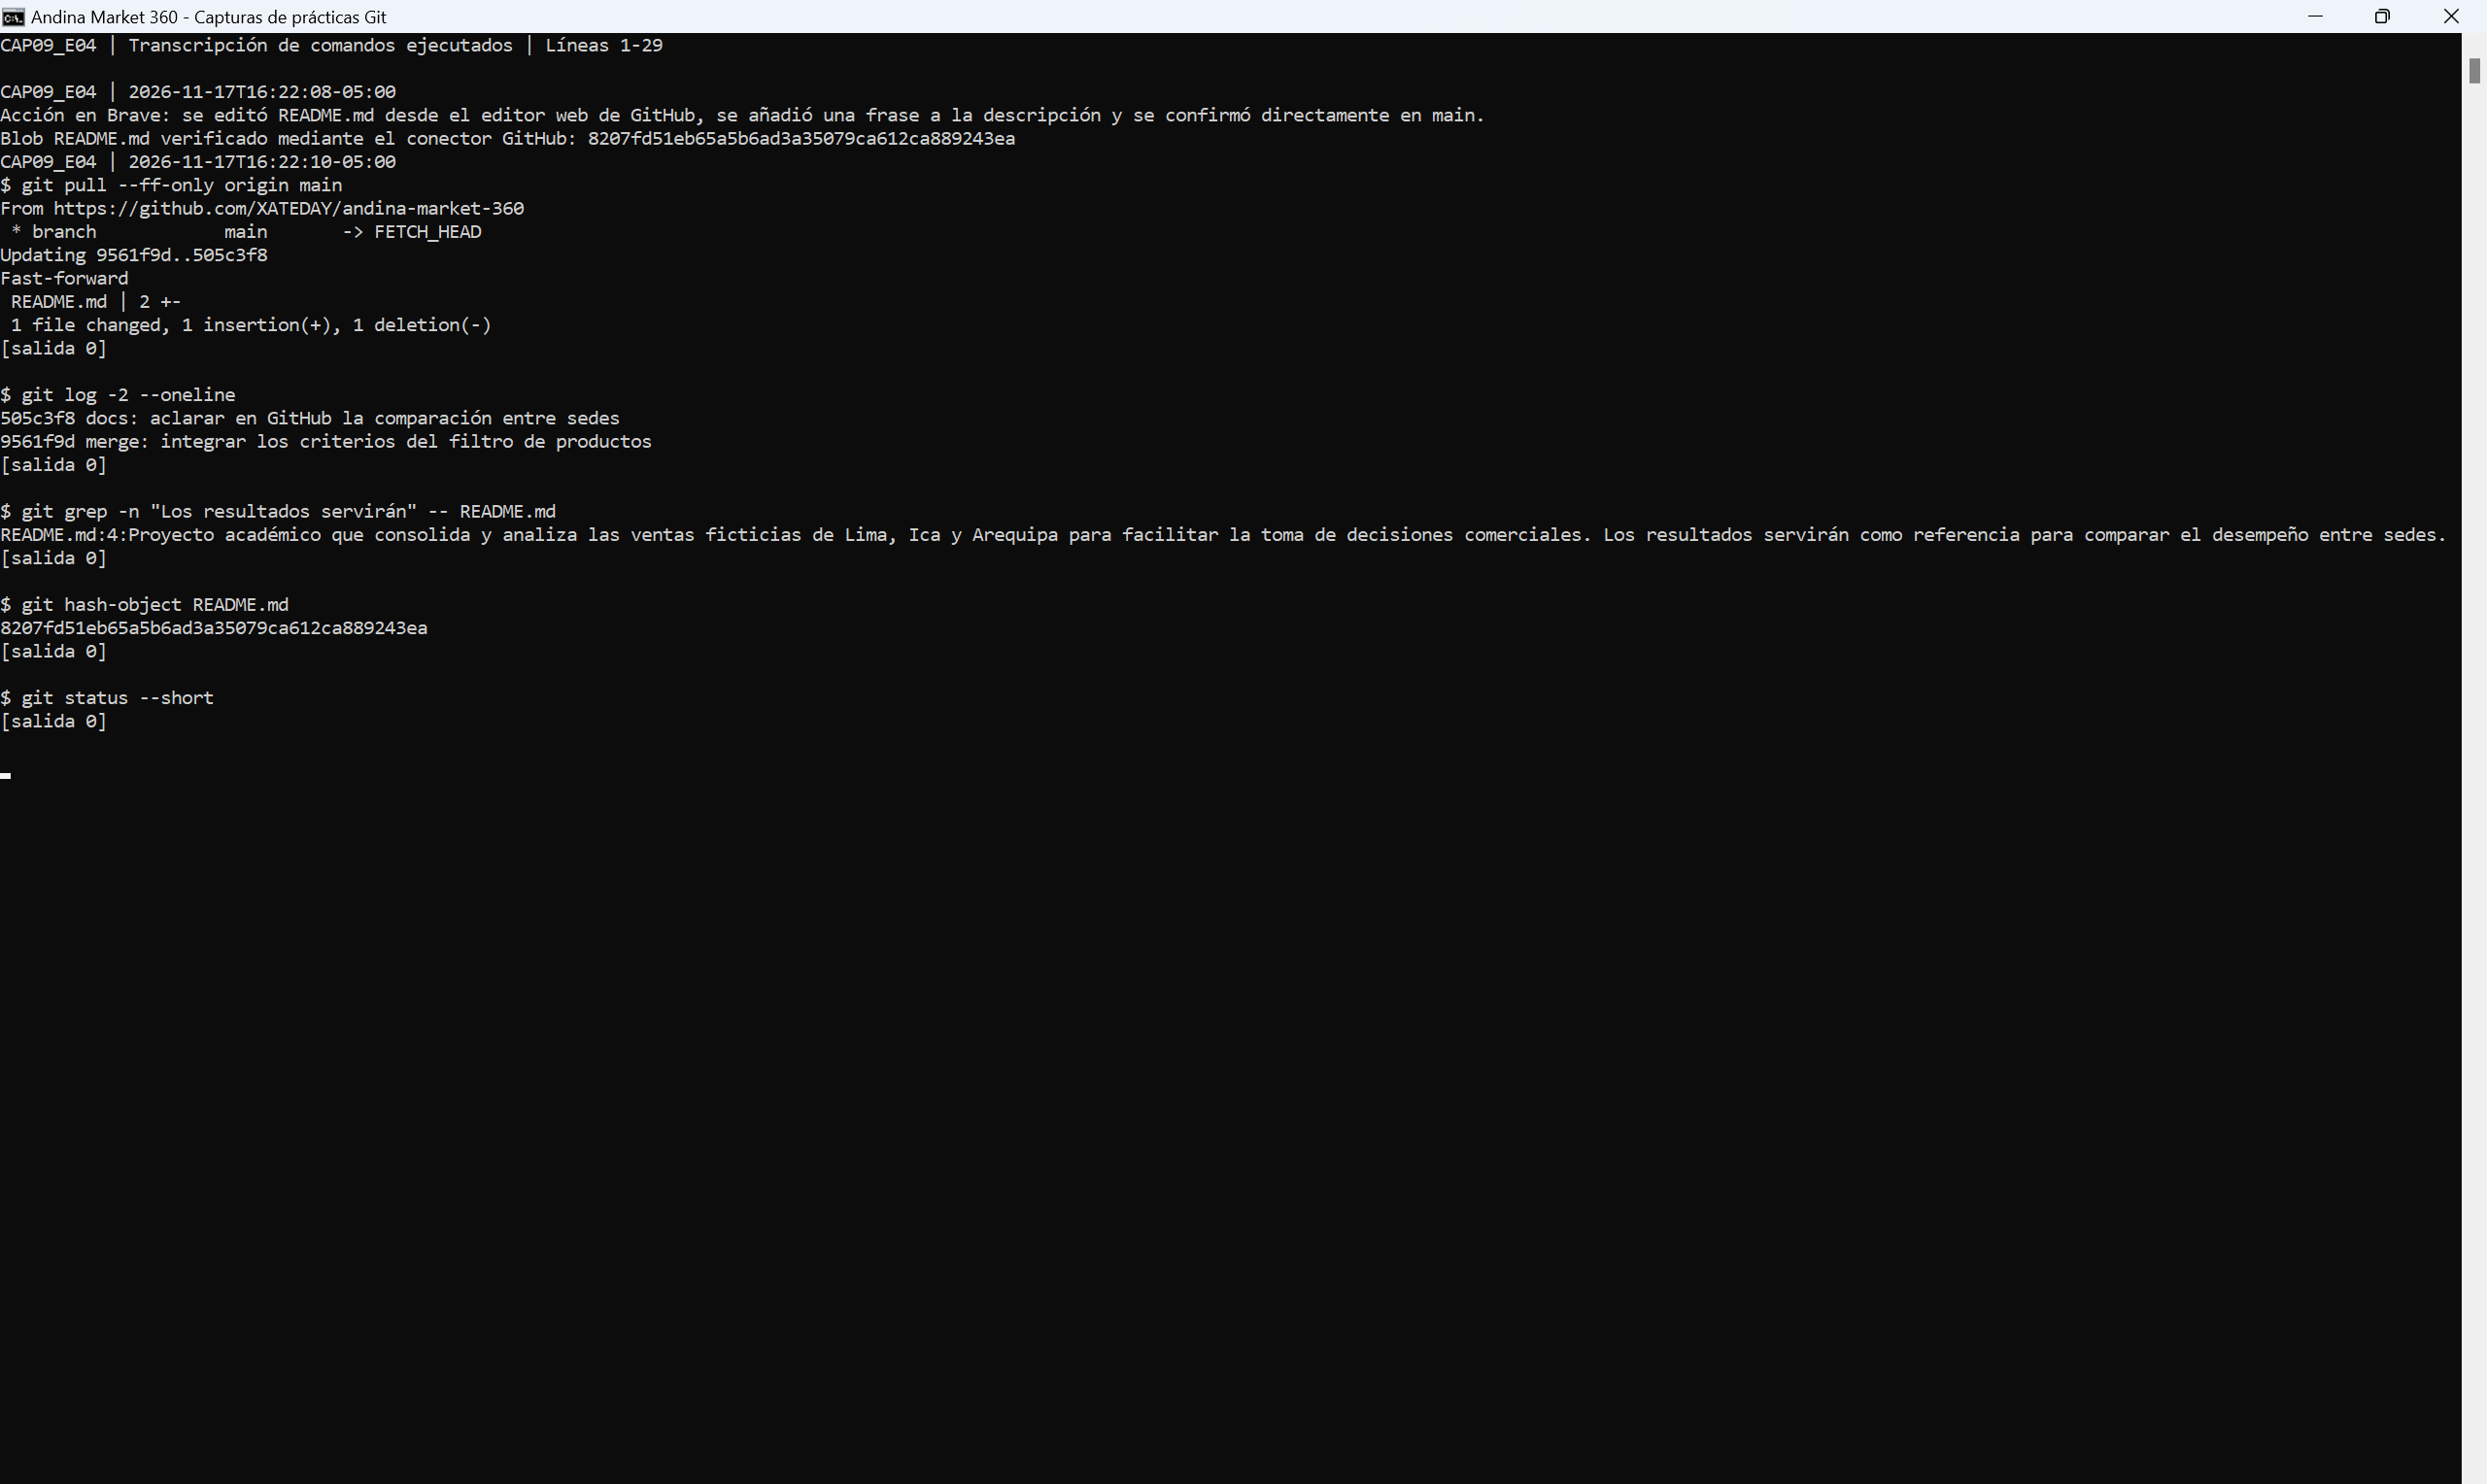 Andina Market 360 - Capturas de prácticas Git
CAP09_E04 | Transcripción de comandos ejecutados | Líneas 1-29
CAP09_E04 | 2026-11-17T16:22:08-05:00
Acción en Brave: se editó README.md desde el editor web de GitHub, se añadió una frase a la descripción y se confirmó directamente en main.
Blob README.md verificado mediante el conector GitHub: 8207fd51eb65a5b6ad3a35079ca612ca889243ea
CAP09_E04 | 2026-11-17T16:22:10-05:00
$ git pull --ff-only origin main
From https://github.com/XATEDAY/andina-market-360
 * branch            main       -> FETCH_HEAD
Updating 9561f9d..505c3f8
Fast-forward
 README.md | 2 +-
 1 file changed, 1 insertion(+), 1 deletion(-)
[salida 0]
$ git log -2 --oneline
505c3f8 docs: aclarar en GitHub la comparación entre sedes
9561f9d merge: integrar los criterios del filtro de productos
[salida 0]
$ git grep -n "Los resultados servirán" -- README.md
README.md:4:Proyecto académico que consolida y analiza las ventas ficticias de Lima, Ica y Arequipa para facilitar la toma de decisiones comerciales. Los resultados servirán como referencia para comparar el desempeño entre sedes.
[salida 0]
$ git hash-object README.md
8207fd51eb65a5b6ad3a35079ca612ca889243ea
[salida 0]
$ git status --short
[salida 0]